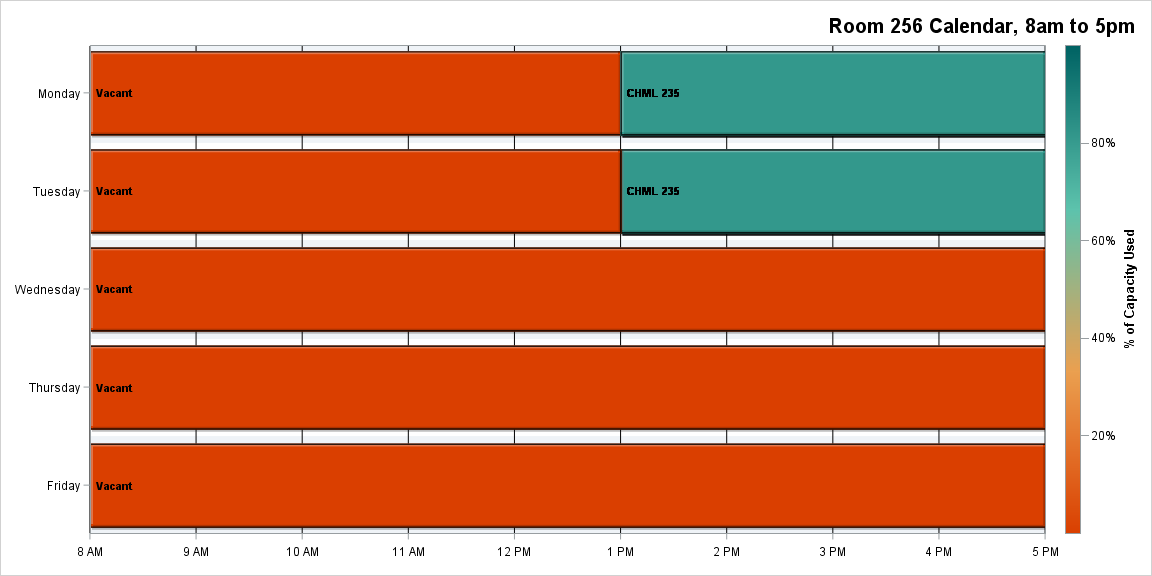 Room 256 Calendar, 8am to 5pm
Monday
Vacant
CHML 235
Tuesday
Vacant
CHML 235
Wednesday
Vacant
Thursday
Vacant
Friday
Vacant
8 AM
9 AM
10 AM
11 AM
12 PM
1 PM
2 PM
3 PM
4 PM
5 PM
80%
60%
40%
20%
% of Capacity Used